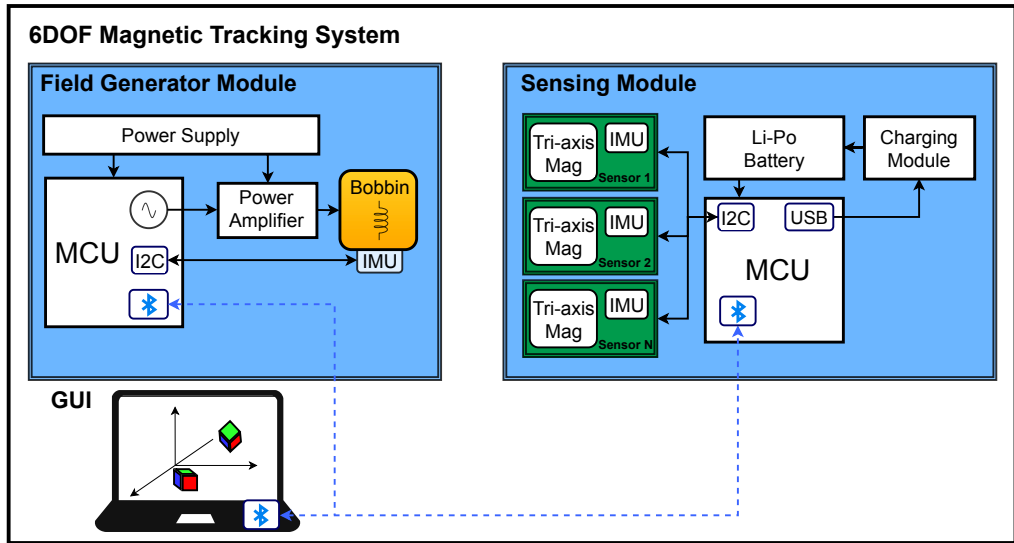 6DOF Magnetic Tracking System
Field Generator Module
Power Supply
MCU
I2C
Power
Amplifier
Bobbin
IMU
Sensing Module
Tri-axis
Mag
IMU
Sensor 1
Tri-axis
Mag
IMU
Sensor 2
Tri-axis
Mag
IMU
Sensor N
Li-Po
Battery
Charging
Module
I2C
USB
MCU
GUI